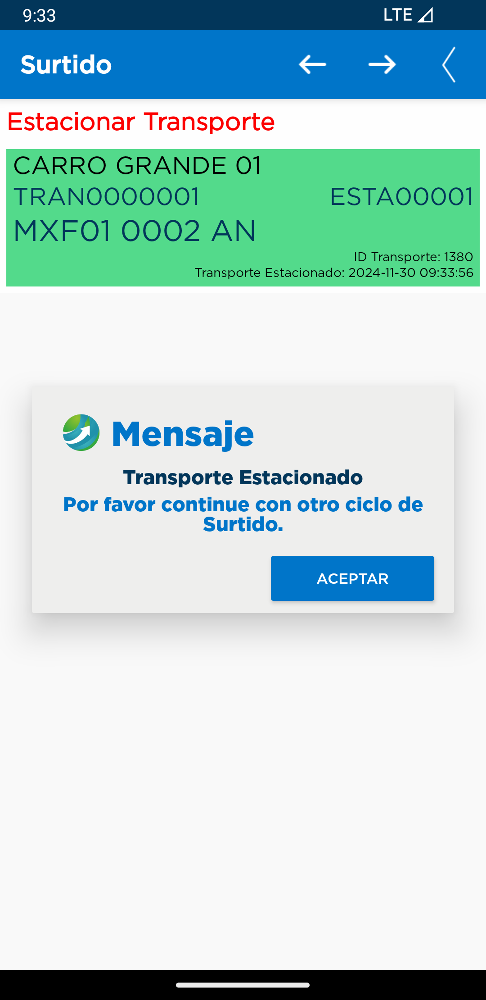 9:33 LTE
Surtido
Estacionar Transporte
CARRO GRANDE 01
TRAN0000001 ESTA00001
MXF01 0002 AN
ID Transporte: 1380
Transporte Estacionado: 2024-11-30 09:33:56
Mensaje
Transporte Estacionado
Por favor continue con otro ciclo de
Surtido.
ACEPTAR